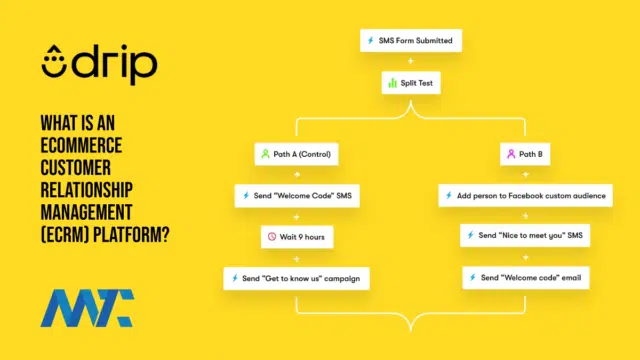 drip
WHAT IS AN
ECOMMERCE
CUSTOMER
RELATIONSHIP
MANAGEMENT
(ECRM) PLATFORM?
SMS Form Submitted
Split Test
Path A (Control)
Send "Welcome Code" SMS
Wait 9 hours
Send "Get to know us" campaign
Path B
Add person to Facebook custom audience
Send "Nice to meet you" SMS
Send "Welcome code" email